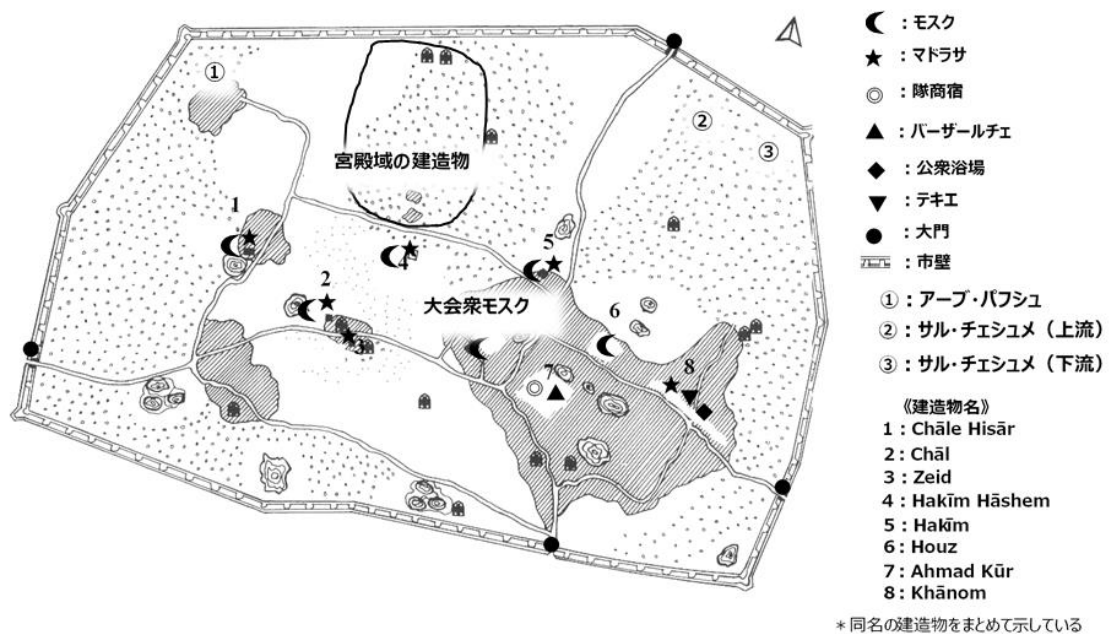 ①
宮殿域の建造物
②
③
1
4
5
2
大会衆モスク
6
3
7
8
：モスク
：マドラサ
：隊商宿
：バーザールチェ
：公衆浴場
：テキエ
：大門
：市壁
①：アーブ・パフシュ
②：サル・チェシュメ（上流）
③：サル・チェシュメ（下流）
《建造物名》
1：Chāle Hisār
2：Chāl
3：Zeid
4：Hakīm Hāshem
5：Hakīm
6：Houz
7：Ahmad Kūr
8：Khānom
＊同名の建造物をまとめて示している